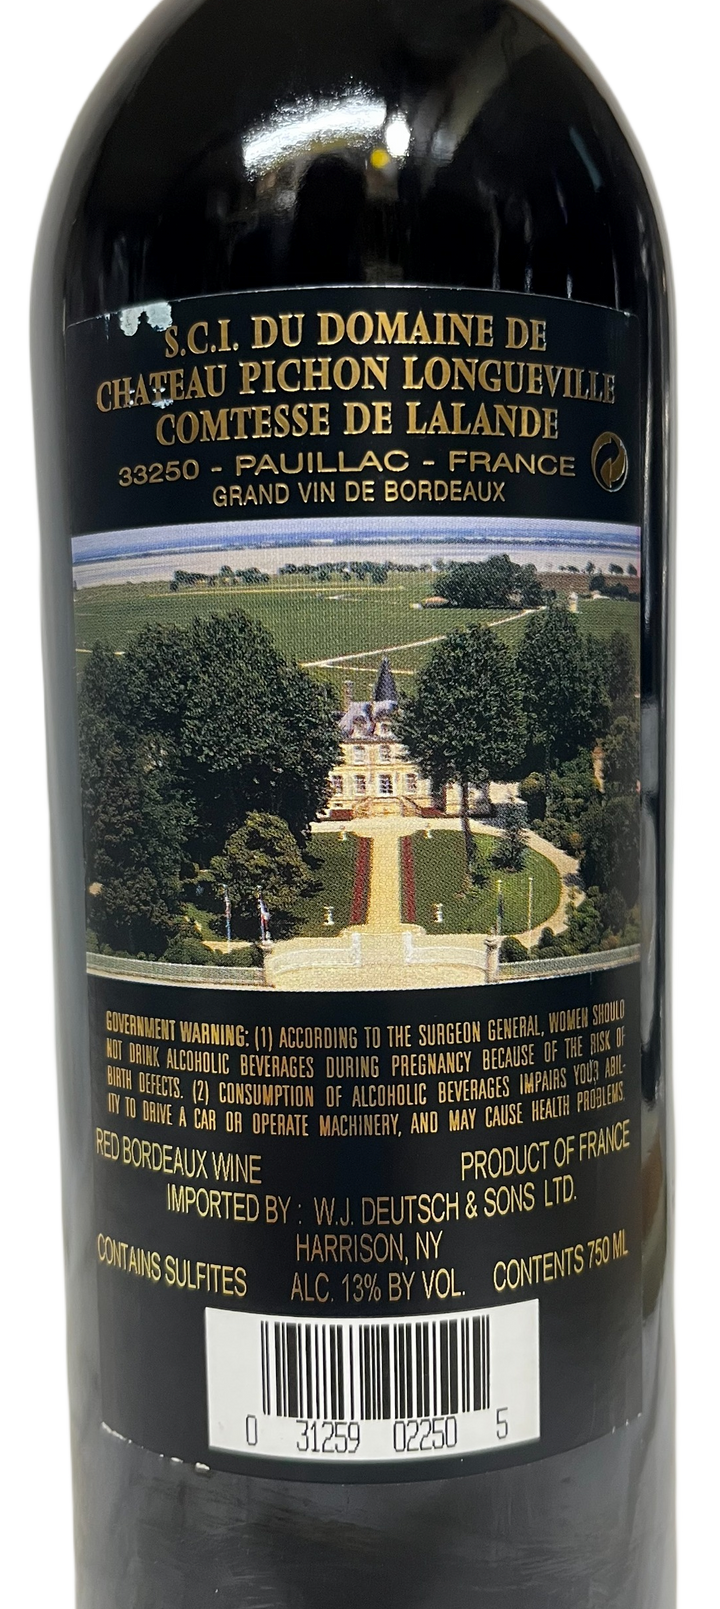 S.C.I. DU DOMAINE DE
CHATEAU PICHON LONGUEVILLE
COMTESSE DE LALANDE
33250 - PAUILLAC - FRANCE
GRAND VIN DE BORDEAUX
GOVERNMENT WARNING: (1) ACCORDING TO THE SURGEON GENERAL, WOMEN SHOULD
NOT DRINK ALCOHOLIC BEVERAGES DURING PREGNANCY BECAUSE OF THE RISK OF
BIRTH DEFECTS. (2) CONSUMPTION OF ALCOHOLIC BEVERAGES IMPAIRS YOUR ABIL-
ITY TO DRIVE A CAR OR OPERATE MACHINERY, AND MAY CAUSE HEALTH PROBLEMS.
RED BORDEAUX WINE PRODUCT OF FRANCE
IMPORTED BY : W.J. DEUTSCH & SONS LTD.
HARRISON, NY
CONTAINS SULFITES ALC. 13% BY VOL. CONTENTS 750 ML
0 31259 02250 5